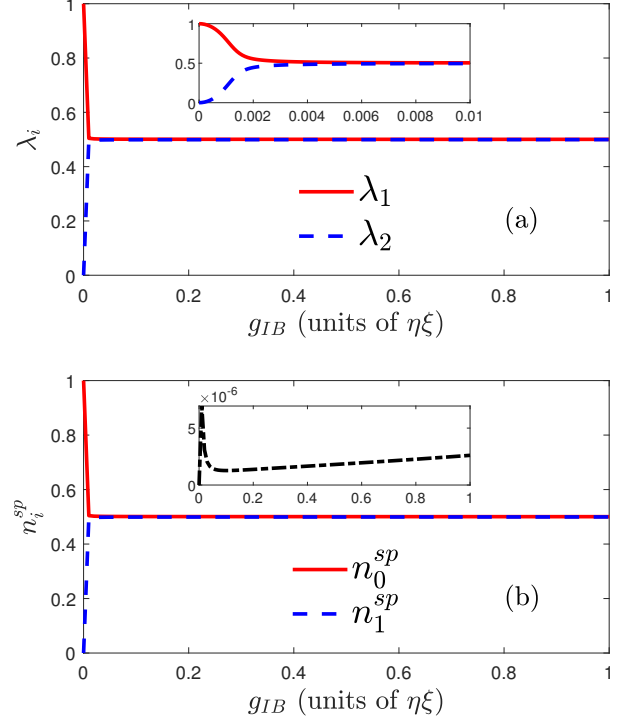 1
0.8
0.6
0.4
0.2
0
λ_i
1
0.5
0
0 0.002 0.004 0.006 0.008 0.01
λ_1
λ_2
(a)
0 0.2 0.4 0.6 0.8 1
g_{IB} (units of ηξ)
1
0.8
0.6
0.4
0.2
0
n_i^{sp}
×10^{-6}
5
0
0 0.2 0.4 0.6 0.8 1
n_0^{sp}
n_1^{sp}
(b)
0 0.2 0.4 0.6 0.8 1
g_{IB} (units of ηξ)